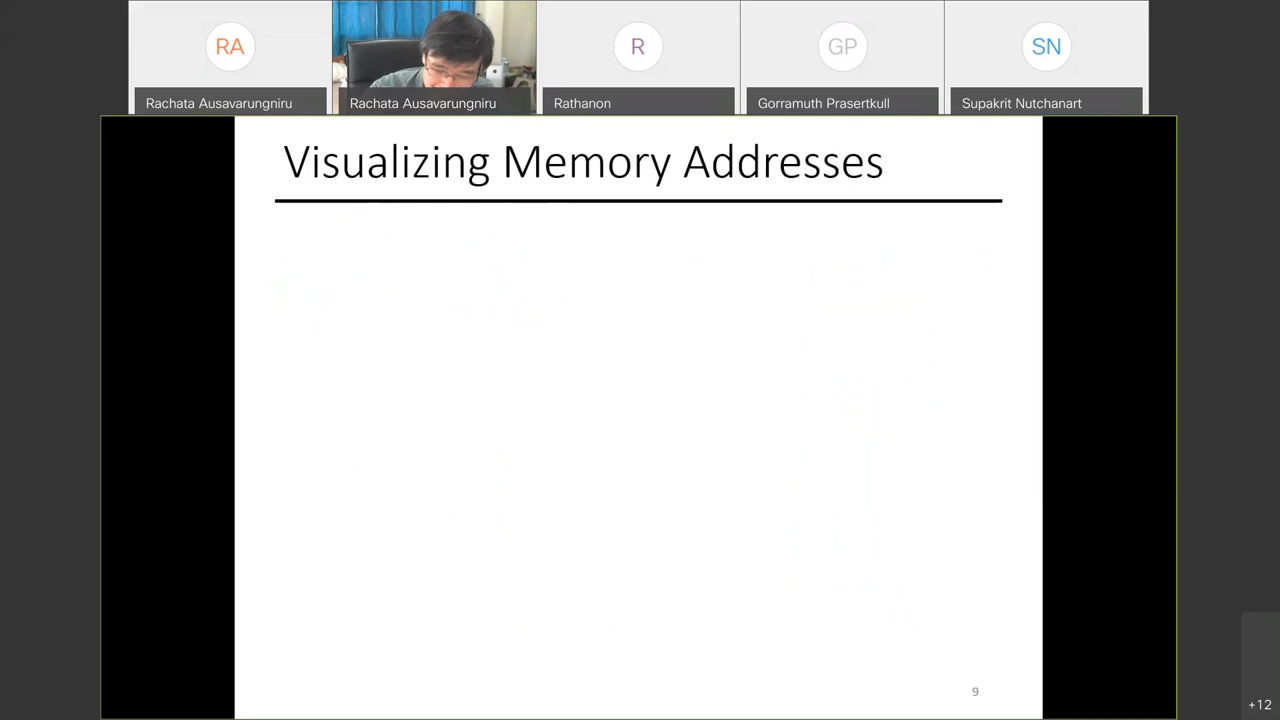 RA
R
GP
SN
Rachata Ausavarungniru
Rachata Ausavarungniru
Rathanon
Gorramuth Prasertkull
Supakrit Nutchanart
Visualizing Memory Addresses
9
+12